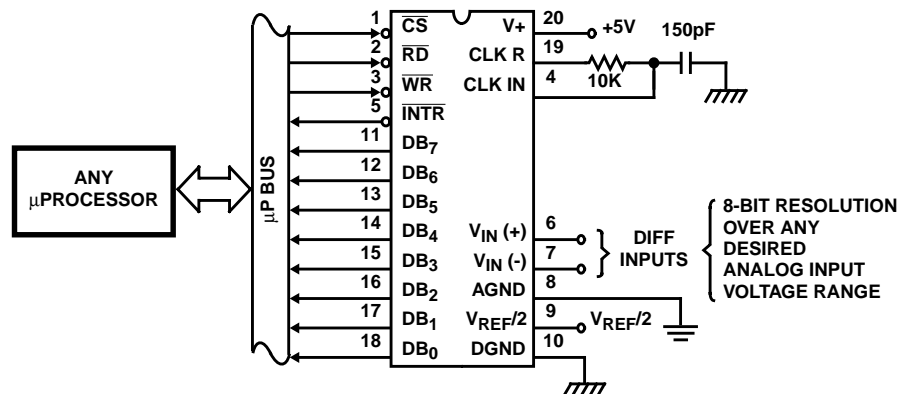 1 CS V+ 20 +5V 150pF
2 RD CLK R 19 10K
3 WR CLK IN 4
5 INTR
11 DB7
12 DB6
13 DB5
14 DB4 VIN (+) 6
15 DB3 VIN (-) 7
16 DB2 AGND 8
17 DB1 VREF/2 9 VREF/2
18 DB0 DGND 10
ANY
µPROCESSOR
µP BUS
DIFF
INPUTS
8-BIT RESOLUTION
OVER ANY
DESIRED
ANALOG INPUT
VOLTAGE RANGE